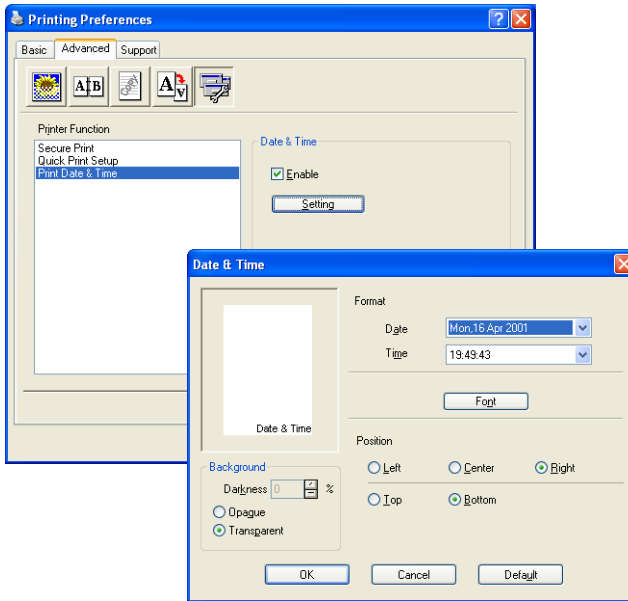 Printing Preferences
Basic Advanced Support
A B
A A
Printer Function
Secure Print
Quick Print Setup
Print Date & Time
Date & Time
Enable
Setting
Date & Time
Date & Time
Background
Darkness 0 %
Opague
Transparent
Format
Date Mon,16 Apr 2001
Time 19:49:43
Font
Position
Left Center Right
Top Bottom
OK Cancel Default